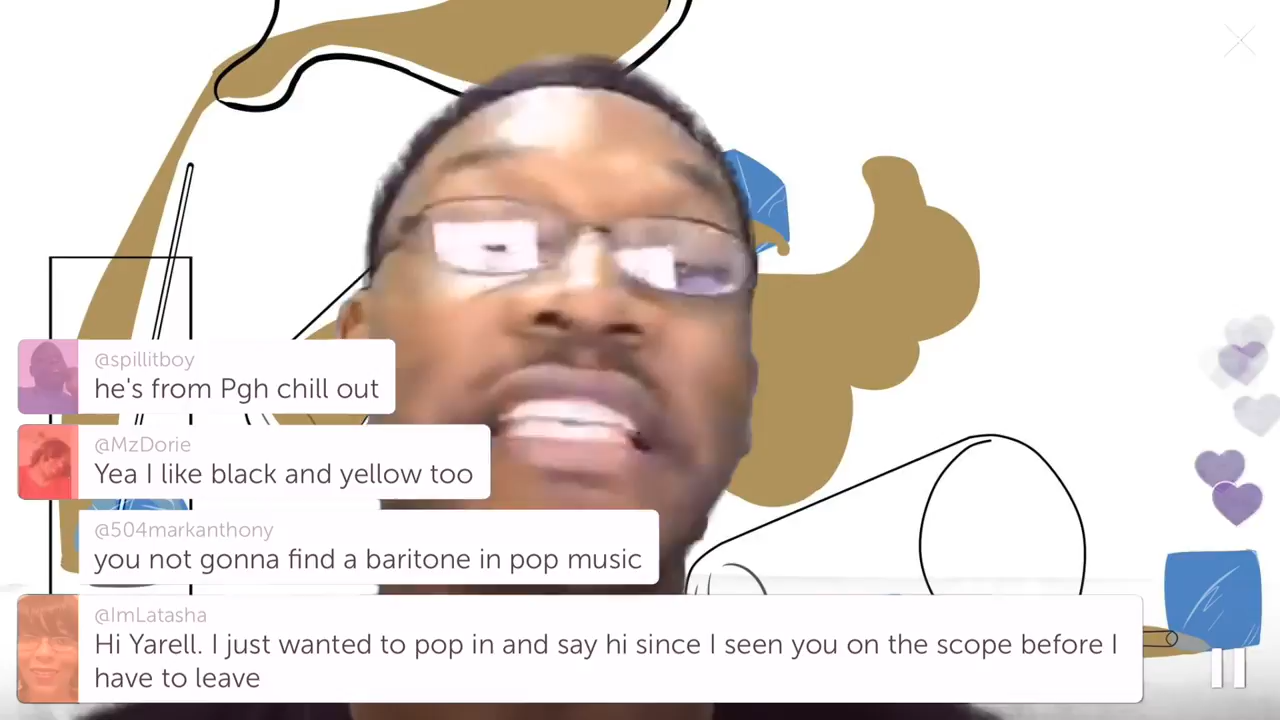 @spillitboy
he's from Pgh chill out
@MzDorie
Yea I like black and yellow too
@504markanthony
you not gonna find a baritone in pop music
@ImLatasha
Hi Yarell. I just wanted to pop in and say hi since I seen you on the scope before I
have to leave